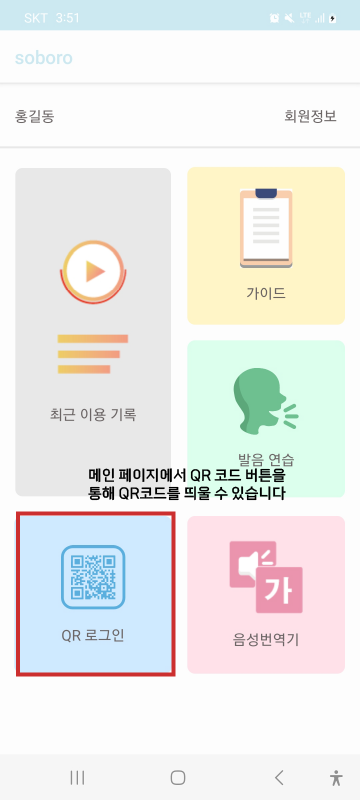 SKT 3:51
soboro
홍길동 회원정보
가이드
최근 이용 기록
발음 연습
메인 페이지에서 QR 코드 버튼을
통해 QR코드를 띄울 수 있습니다
가
QR 로그인
음성번역기